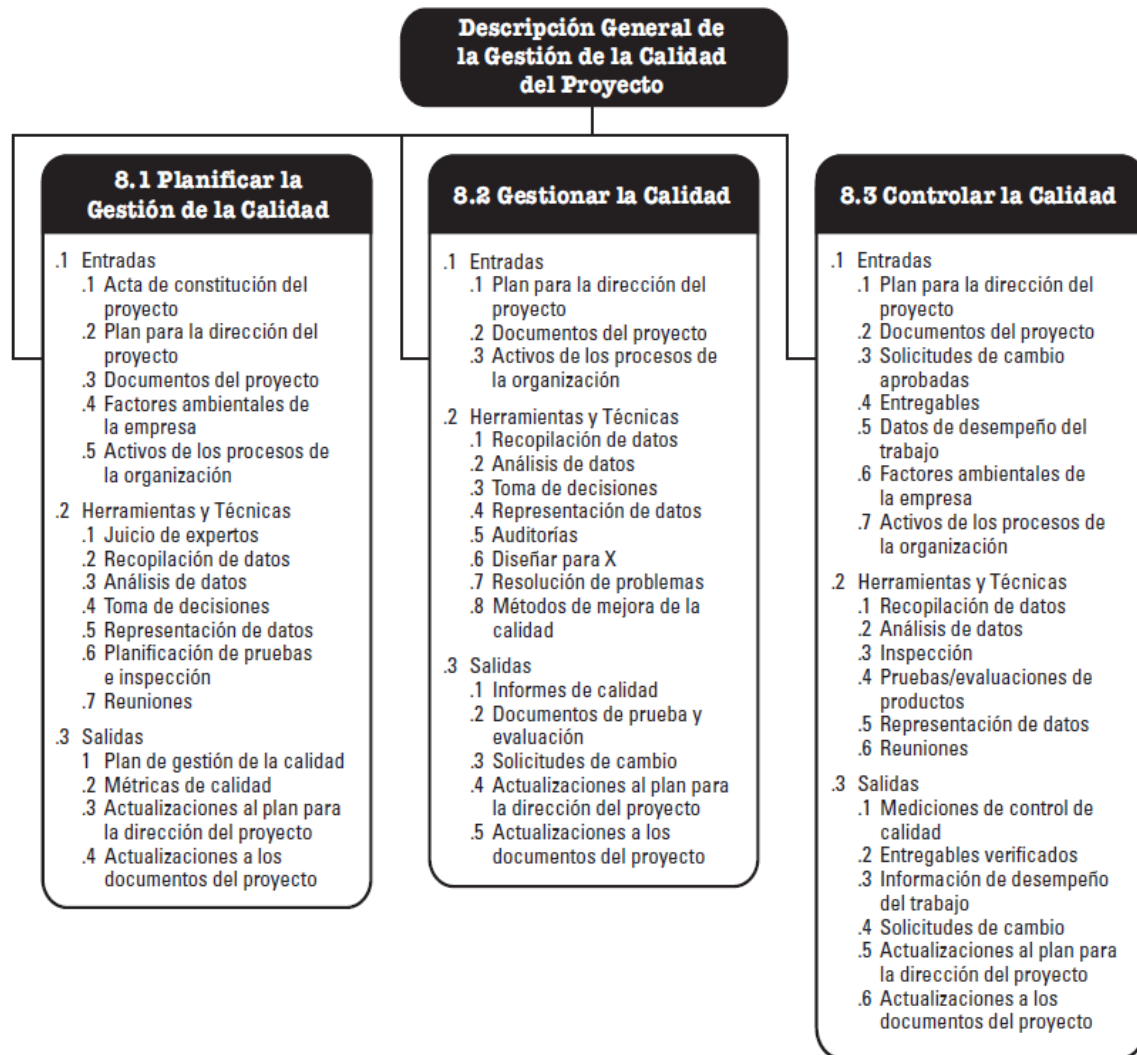 Descripción General de
la Gestión de la Calidad
del Proyecto
8.1 Planificar la
Gestión de la Calidad
.1 Entradas
.1 Acta de constitución del
proyecto
.2 Plan para la dirección del
proyecto
.3 Documentos del proyecto
.4 Factores ambientales de
la empresa
.5 Activos de los procesos de
la organización
.2 Herramientas y Técnicas
.1 Juicio de expertos
.2 Recopilación de datos
.3 Análisis de datos
.4 Toma de decisiones
.5 Representación de datos
.6 Planificación de pruebas
e inspección
.7 Reuniones
.3 Salidas
1 Plan de gestión de la calidad
.2 Métricas de calidad
.3 Actualizaciones al plan para
la dirección del proyecto
.4 Actualizaciones a los
documentos del proyecto
8.2 Gestionar la Calidad
.1 Entradas
.1 Plan para la dirección del
proyecto
.2 Documentos del proyecto
.3 Activos de los procesos de
la organización
.2 Herramientas y Técnicas
.1 Recopilación de datos
.2 Análisis de datos
.3 Toma de decisiones
.4 Representación de datos
.5 Auditorías
.6 Diseñar para X
.7 Resolución de problemas
.8 Métodos de mejora de la
calidad
.3 Salidas
.1 Informes de calidad
.2 Documentos de prueba y
evaluación
.3 Solicitudes de cambio
.4 Actualizaciones al plan para
la dirección del proyecto
.5 Actualizaciones a los
documentos del proyecto
8.3 Controlar la Calidad
.1 Entradas
.1 Plan para la dirección del
proyecto
.2 Documentos del proyecto
.3 Solicitudes de cambio
aprobadas
.4 Entregables
.5 Datos de desempeño del
trabajo
.6 Factores ambientales de
la empresa
.7 Activos de los procesos de
la organización
.2 Herramientas y Técnicas
.1 Recopilación de datos
.2 Análisis de datos
.3 Inspección
.4 Pruebas/evaluaciones de
productos
.5 Representación de datos
.6 Reuniones
.3 Salidas
.1 Mediciones de control de
calidad
.2 Entregables verificados
.3 Información de desempeño
del trabajo
.4 Solicitudes de cambio
.5 Actualizaciones al plan para
la dirección del proyecto
.6 Actualizaciones a los
documentos del proyecto